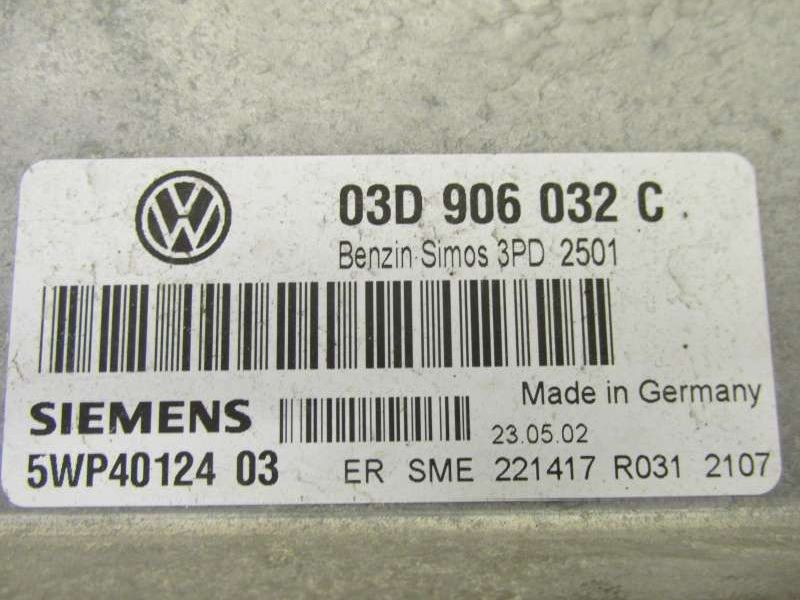 03D 906 032 C
Benzin Simos 3PD 2501
Made in Germany
SIEMENS
23.05.02
5WP40124 03 ER SME 221417 R031 2107